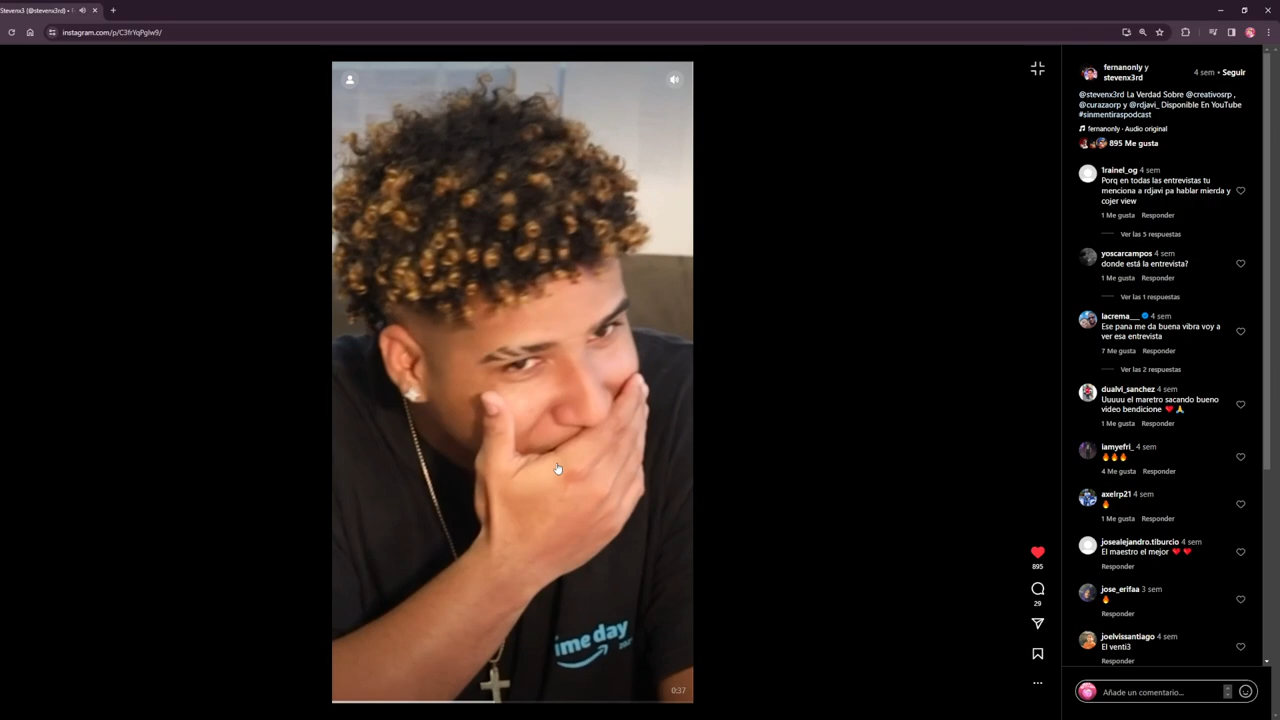 Stevenx3 (@stevenx3rd) •
instagram.com/p/C3frYqPglw9/
fernanonly y
stevenx3rd
4 sem • Seguir
@stevenx3rd La Verdad Sobre @creativosrp ,
@curazaorp y @rdjavi_ Disponible En YouTube
#sinmentiraspodcast
fernanonly · Audio original
895 Me gusta
1rainel_og 4 sem
Porq en todas las entrevistas tu
menciona a rdjavi pa hablar mierda y
cojer view
1 Me gusta Responder
Ver las 5 respuestas
yoscarcampos 4 sem
donde está la entrevista?
1 Me gusta Responder
Ver las 1 respuestas
lacrema___ 4 sem
Ese pana me da buena vibra voy a
ver esa entrevista
7 Me gusta Responder
Ver las 2 respuestas
dualvi_sanchez 4 sem
Uuuuu el maretro sacando bueno
video bendicione ❤️🙏
1 Me gusta Responder
iamyefri_ 4 sem
🔥🔥🔥
4 Me gusta Responder
axelrp21 4 sem
🔥
1 Me gusta Responder
josealejandro.tiburcio 4 sem
El maestro el mejor ❤️ ❤️
Responder
jose_erifaa 3 sem
🔥
Responder
joelvissantiago 4 sem
El venti3
Responder
Añade un comentario...
895
29
ime day
0:37